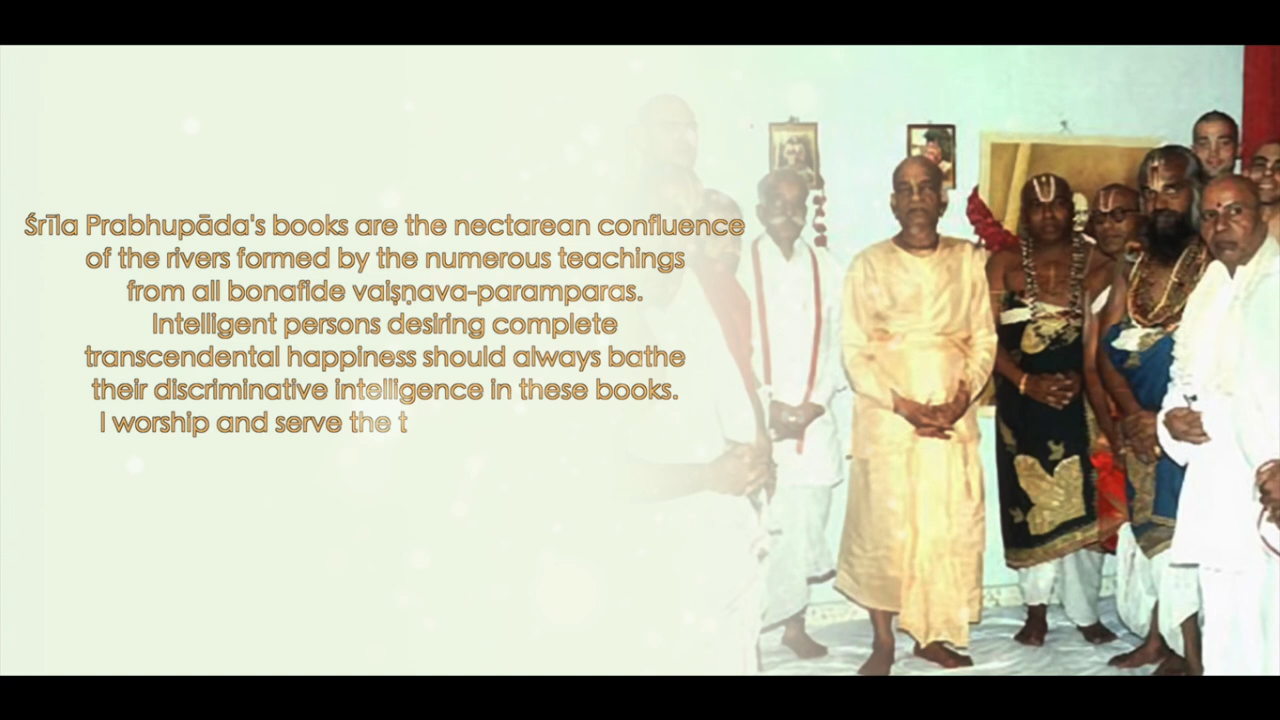 Śrīla Prabhupāda's books are the nectarean confluence
of the rivers formed by the numerous teachings
from all bonafide vaiṣṇava-paramparas.
Intelligent persons desiring complete
transcendental happiness should always bathe
their discriminative intelligence in these books.
I worship and serve the t